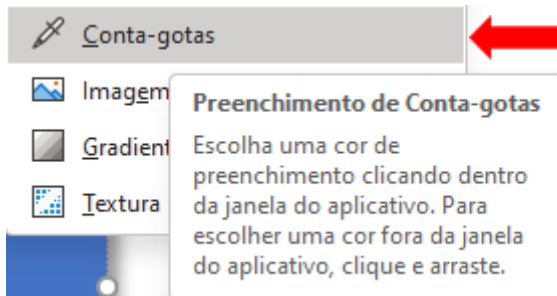 Conta-gotas
Imagem
Preenchimento de Conta-gotas
Gradient
Escolha uma cor de
preenchimento clicando dentro
Textura
da janela do aplicativo. Para
escolher uma cor fora da janela
do aplicativo, clique e arraste.